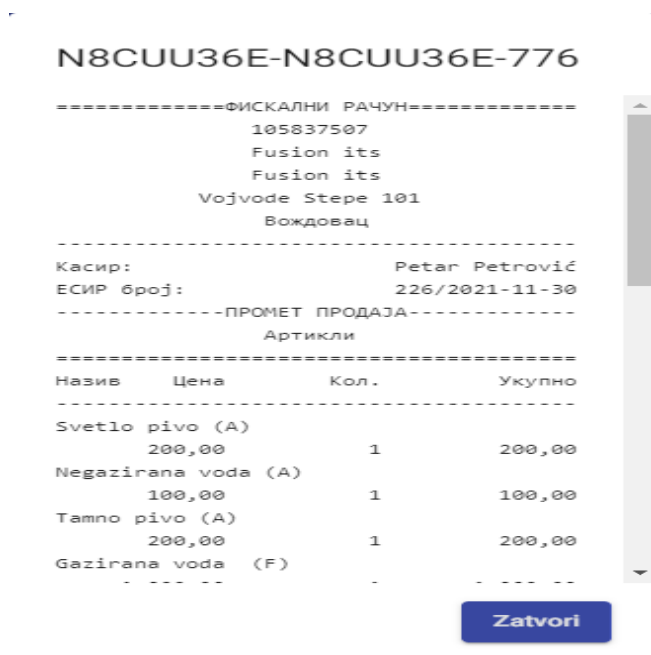 N8CUU36E-N8CUU36E-776
=============ФИСКАЛНИ РАЧУН=============
105837507
Fusion its
Fusion its
Vojvode Stepe 101
Вождовац
----------------------------------------
Касир: Petar Petrović
ЕСИР број: 226/2021-11-30
-------------ПРОМЕТ ПРОДАЈА-------------
Артикли
========================================
Назив Цена Кол. Укупно
----------------------------------------
Svetlo pivo (A)
200,00 1 200,00
Negazirana voda (A)
100,00 1 100,00
Tamno pivo (A)
200,00 1 200,00
Gazirana voda (F)
Zatvori